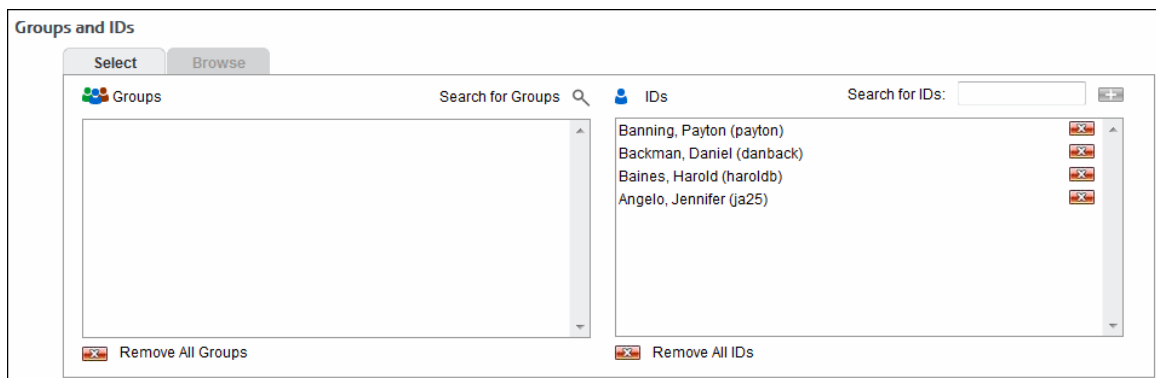 Groups and IDs
Select Browse
Groups Search for Groups IDs Search for IDs:
Banning, Payton (payton)
Backman, Daniel (danback)
Baines, Harold (haroldb)
Angelo, Jennifer (ja25)
Remove All Groups Remove All IDs